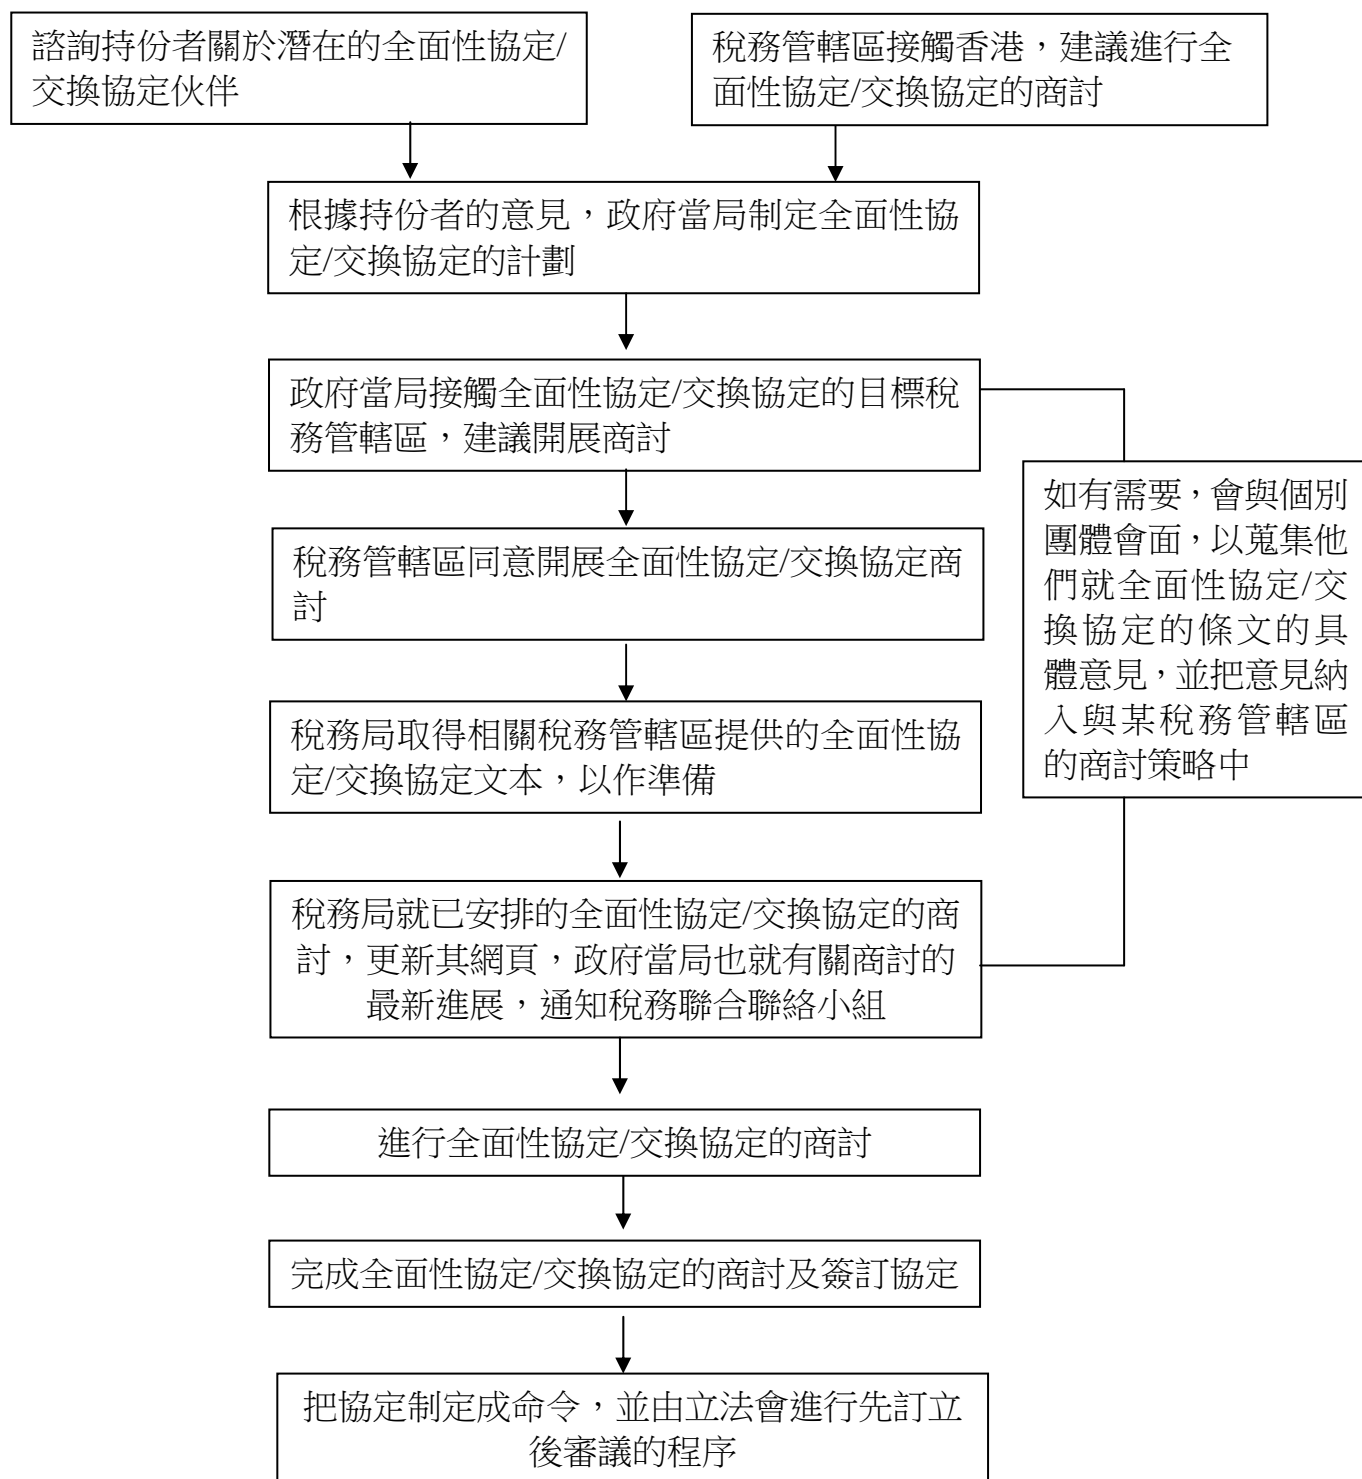 諮詢持份者關於潛在的全面性協定/
交換協定伙伴
稅務管轄區接觸香港，建議進行全
面性協定/交換協定的商討
根據持份者的意見，政府當局制定全面性協
定/交換協定的計劃
政府當局接觸全面性協定/交換協定的目標稅
務管轄區，建議開展商討
稅務管轄區同意開展全面性協定/交換協定商
討
稅務局取得相關稅務管轄區提供的全面性協
定/交換協定文本，以作準備
稅務局就已安排的全面性協定/交換協定的商
討，更新其網頁，政府當局也就有關商討的
最新進展，通知稅務聯合聯絡小組
如有需要，會與個別
團體會面，以蒐集他
們就全面性協定/交
換協定的條文的具
體意見，並把意見納
入與某稅務管轄區
的商討策略中
進行全面性協定/交換協定的商討
完成全面性協定/交換協定的商討及簽訂協定
把協定制定成命令，並由立法會進行先訂立
後審議的程序